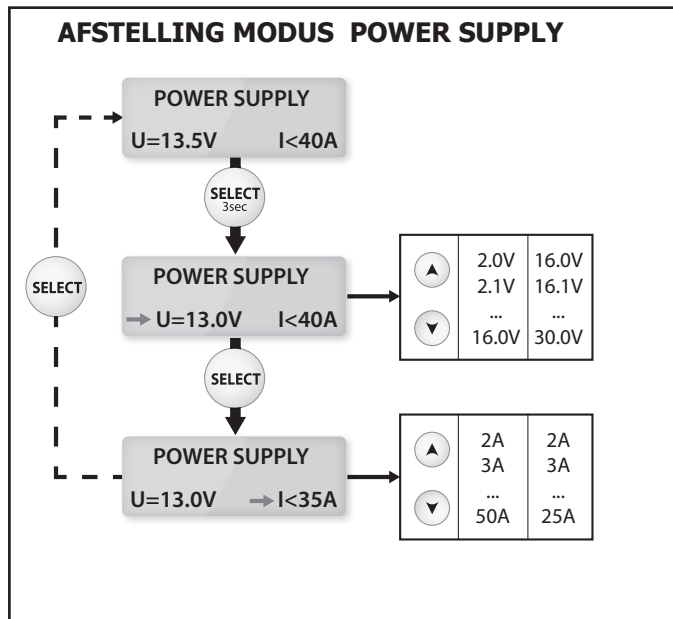 AFSTELLING MODUS POWER SUPPLY
POWER SUPPLY
U=13.5V I<40A
SELECT
3sec
SELECT
POWER SUPPLY
U=13.0V I<40A
2.0V 16.0V
2.1V 16.1V
... ...
16.0V 30.0V
SELECT
POWER SUPPLY
U=13.0V I<35A
2A 2A
3A 3A
... ...
50A 25A